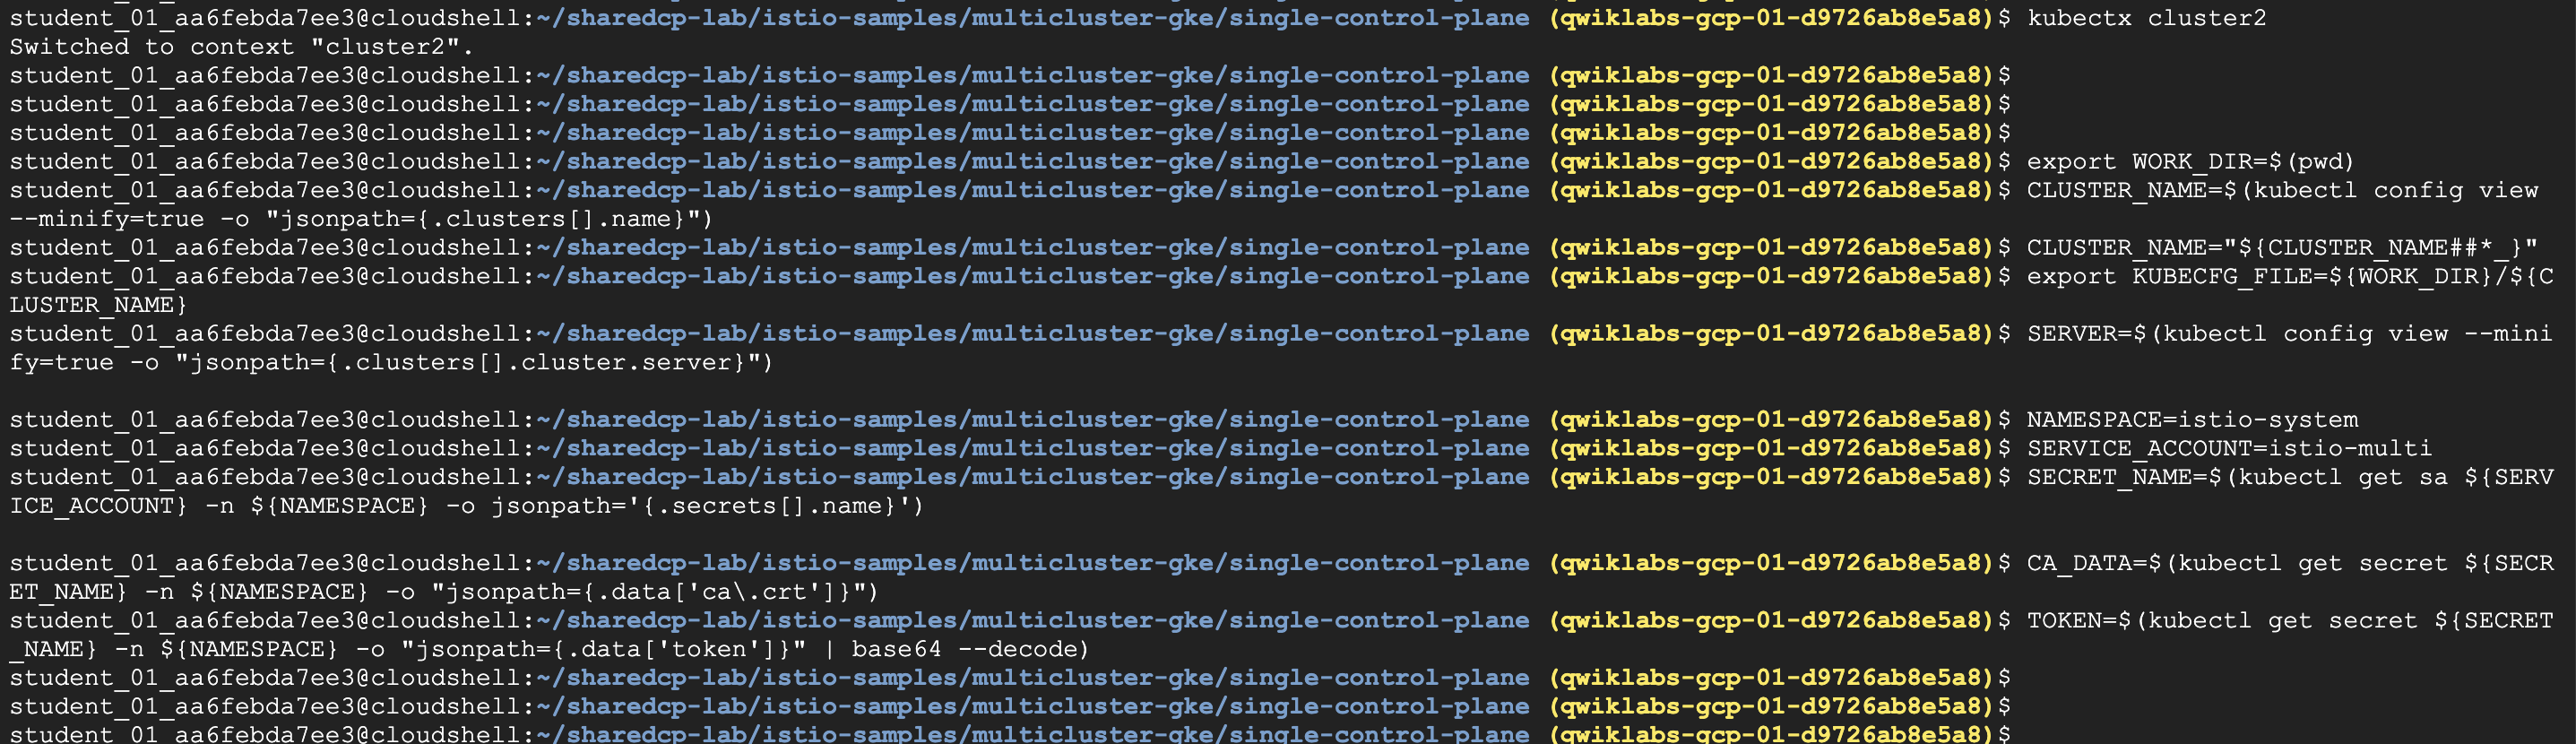 student_01_aa6febda7ee3@cloudshell:~/sharedcp-lab/istio-samples/multicluster-gke/single-control-plane (qwiklabs-gcp-01-d9726ab8e5a8)$ kubectx cluster2
Switched to context "cluster2".
student_01_aa6febda7ee3@cloudshell:~/sharedcp-lab/istio-samples/multicluster-gke/single-control-plane (qwiklabs-gcp-01-d9726ab8e5a8)$
student_01_aa6febda7ee3@cloudshell:~/sharedcp-lab/istio-samples/multicluster-gke/single-control-plane (qwiklabs-gcp-01-d9726ab8e5a8)$
student_01_aa6febda7ee3@cloudshell:~/sharedcp-lab/istio-samples/multicluster-gke/single-control-plane (qwiklabs-gcp-01-d9726ab8e5a8)$
student_01_aa6febda7ee3@cloudshell:~/sharedcp-lab/istio-samples/multicluster-gke/single-control-plane (qwiklabs-gcp-01-d9726ab8e5a8)$ export WORK_DIR=$(pwd)
student_01_aa6febda7ee3@cloudshell:~/sharedcp-lab/istio-samples/multicluster-gke/single-control-plane (qwiklabs-gcp-01-d9726ab8e5a8)$ CLUSTER_NAME=$(kubectl config view
--minify=true -o "jsonpath={.clusters[].name}")
student_01_aa6febda7ee3@cloudshell:~/sharedcp-lab/istio-samples/multicluster-gke/single-control-plane (qwiklabs-gcp-01-d9726ab8e5a8)$ CLUSTER_NAME="${CLUSTER_NAME##*_}"
student_01_aa6febda7ee3@cloudshell:~/sharedcp-lab/istio-samples/multicluster-gke/single-control-plane (qwiklabs-gcp-01-d9726ab8e5a8)$ export KUBECFG_FILE=${WORK_DIR}/${C
LUSTER_NAME}
student_01_aa6febda7ee3@cloudshell:~/sharedcp-lab/istio-samples/multicluster-gke/single-control-plane (qwiklabs-gcp-01-d9726ab8e5a8)$ SERVER=$(kubectl config view --mini
fy=true -o "jsonpath={.clusters[].cluster.server}")
student_01_aa6febda7ee3@cloudshell:~/sharedcp-lab/istio-samples/multicluster-gke/single-control-plane (qwiklabs-gcp-01-d9726ab8e5a8)$ NAMESPACE=istio-system
student_01_aa6febda7ee3@cloudshell:~/sharedcp-lab/istio-samples/multicluster-gke/single-control-plane (qwiklabs-gcp-01-d9726ab8e5a8)$ SERVICE_ACCOUNT=istio-multi
student_01_aa6febda7ee3@cloudshell:~/sharedcp-lab/istio-samples/multicluster-gke/single-control-plane (qwiklabs-gcp-01-d9726ab8e5a8)$ SECRET_NAME=$(kubectl get sa ${SERV
ICE_ACCOUNT} -n ${NAMESPACE} -o jsonpath='{.secrets[].name}')
student_01_aa6febda7ee3@cloudshell:~/sharedcp-lab/istio-samples/multicluster-gke/single-control-plane (qwiklabs-gcp-01-d9726ab8e5a8)$ CA_DATA=$(kubectl get secret ${SECR
ET_NAME} -n ${NAMESPACE} -o "jsonpath={.data['ca\.crt']}")
student_01_aa6febda7ee3@cloudshell:~/sharedcp-lab/istio-samples/multicluster-gke/single-control-plane (qwiklabs-gcp-01-d9726ab8e5a8)$ TOKEN=$(kubectl get secret ${SECRET
_NAME} -n ${NAMESPACE} -o "jsonpath={.data['token']}" | base64 --decode)
student_01_aa6febda7ee3@cloudshell:~/sharedcp-lab/istio-samples/multicluster-gke/single-control-plane (qwiklabs-gcp-01-d9726ab8e5a8)$
student_01_aa6febda7ee3@cloudshell:~/sharedcp-lab/istio-samples/multicluster-gke/single-control-plane (qwiklabs-gcp-01-d9726ab8e5a8)$
student_01_aa6febda7ee3@cloudshell:~/sharedcp-lab/istio-samples/multicluster-gke/single-control-plane (qwiklabs-gcp-01-d9726ab8e5a8)$